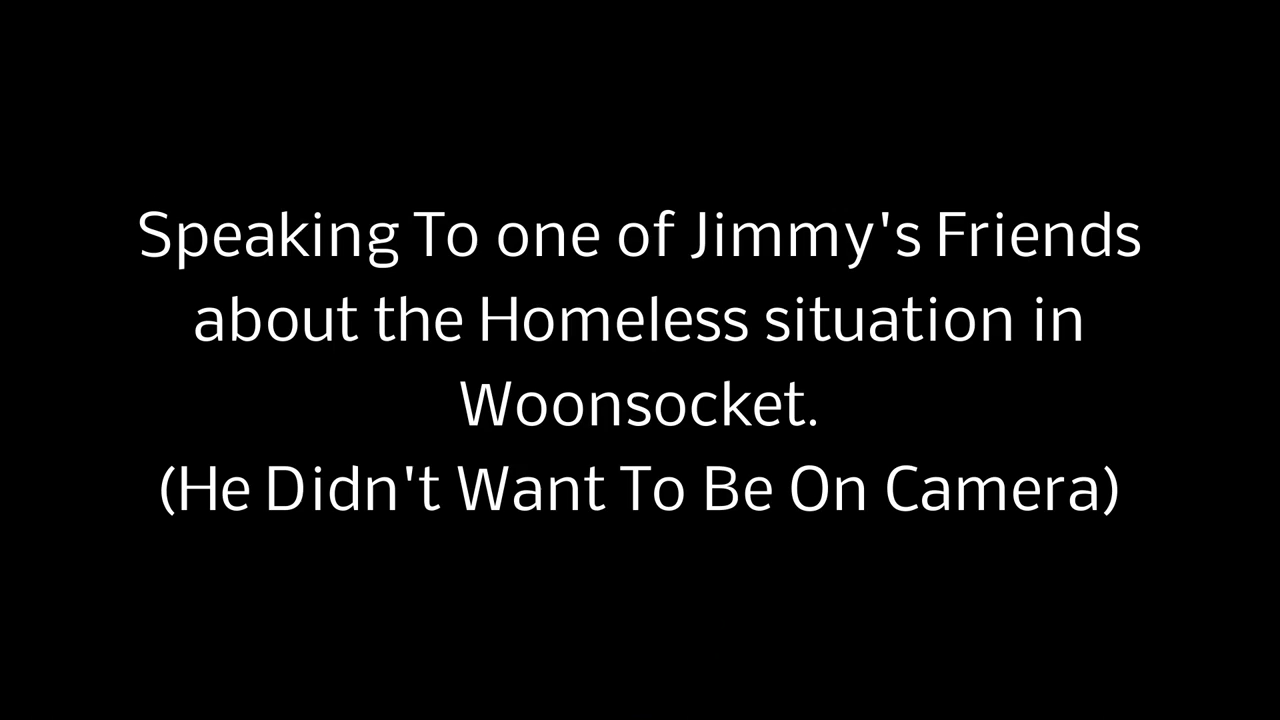 Speaking To one of Jimmy's Friends
about the Homeless situation in
Woonsocket.
(He Didn't Want To Be On Camera)